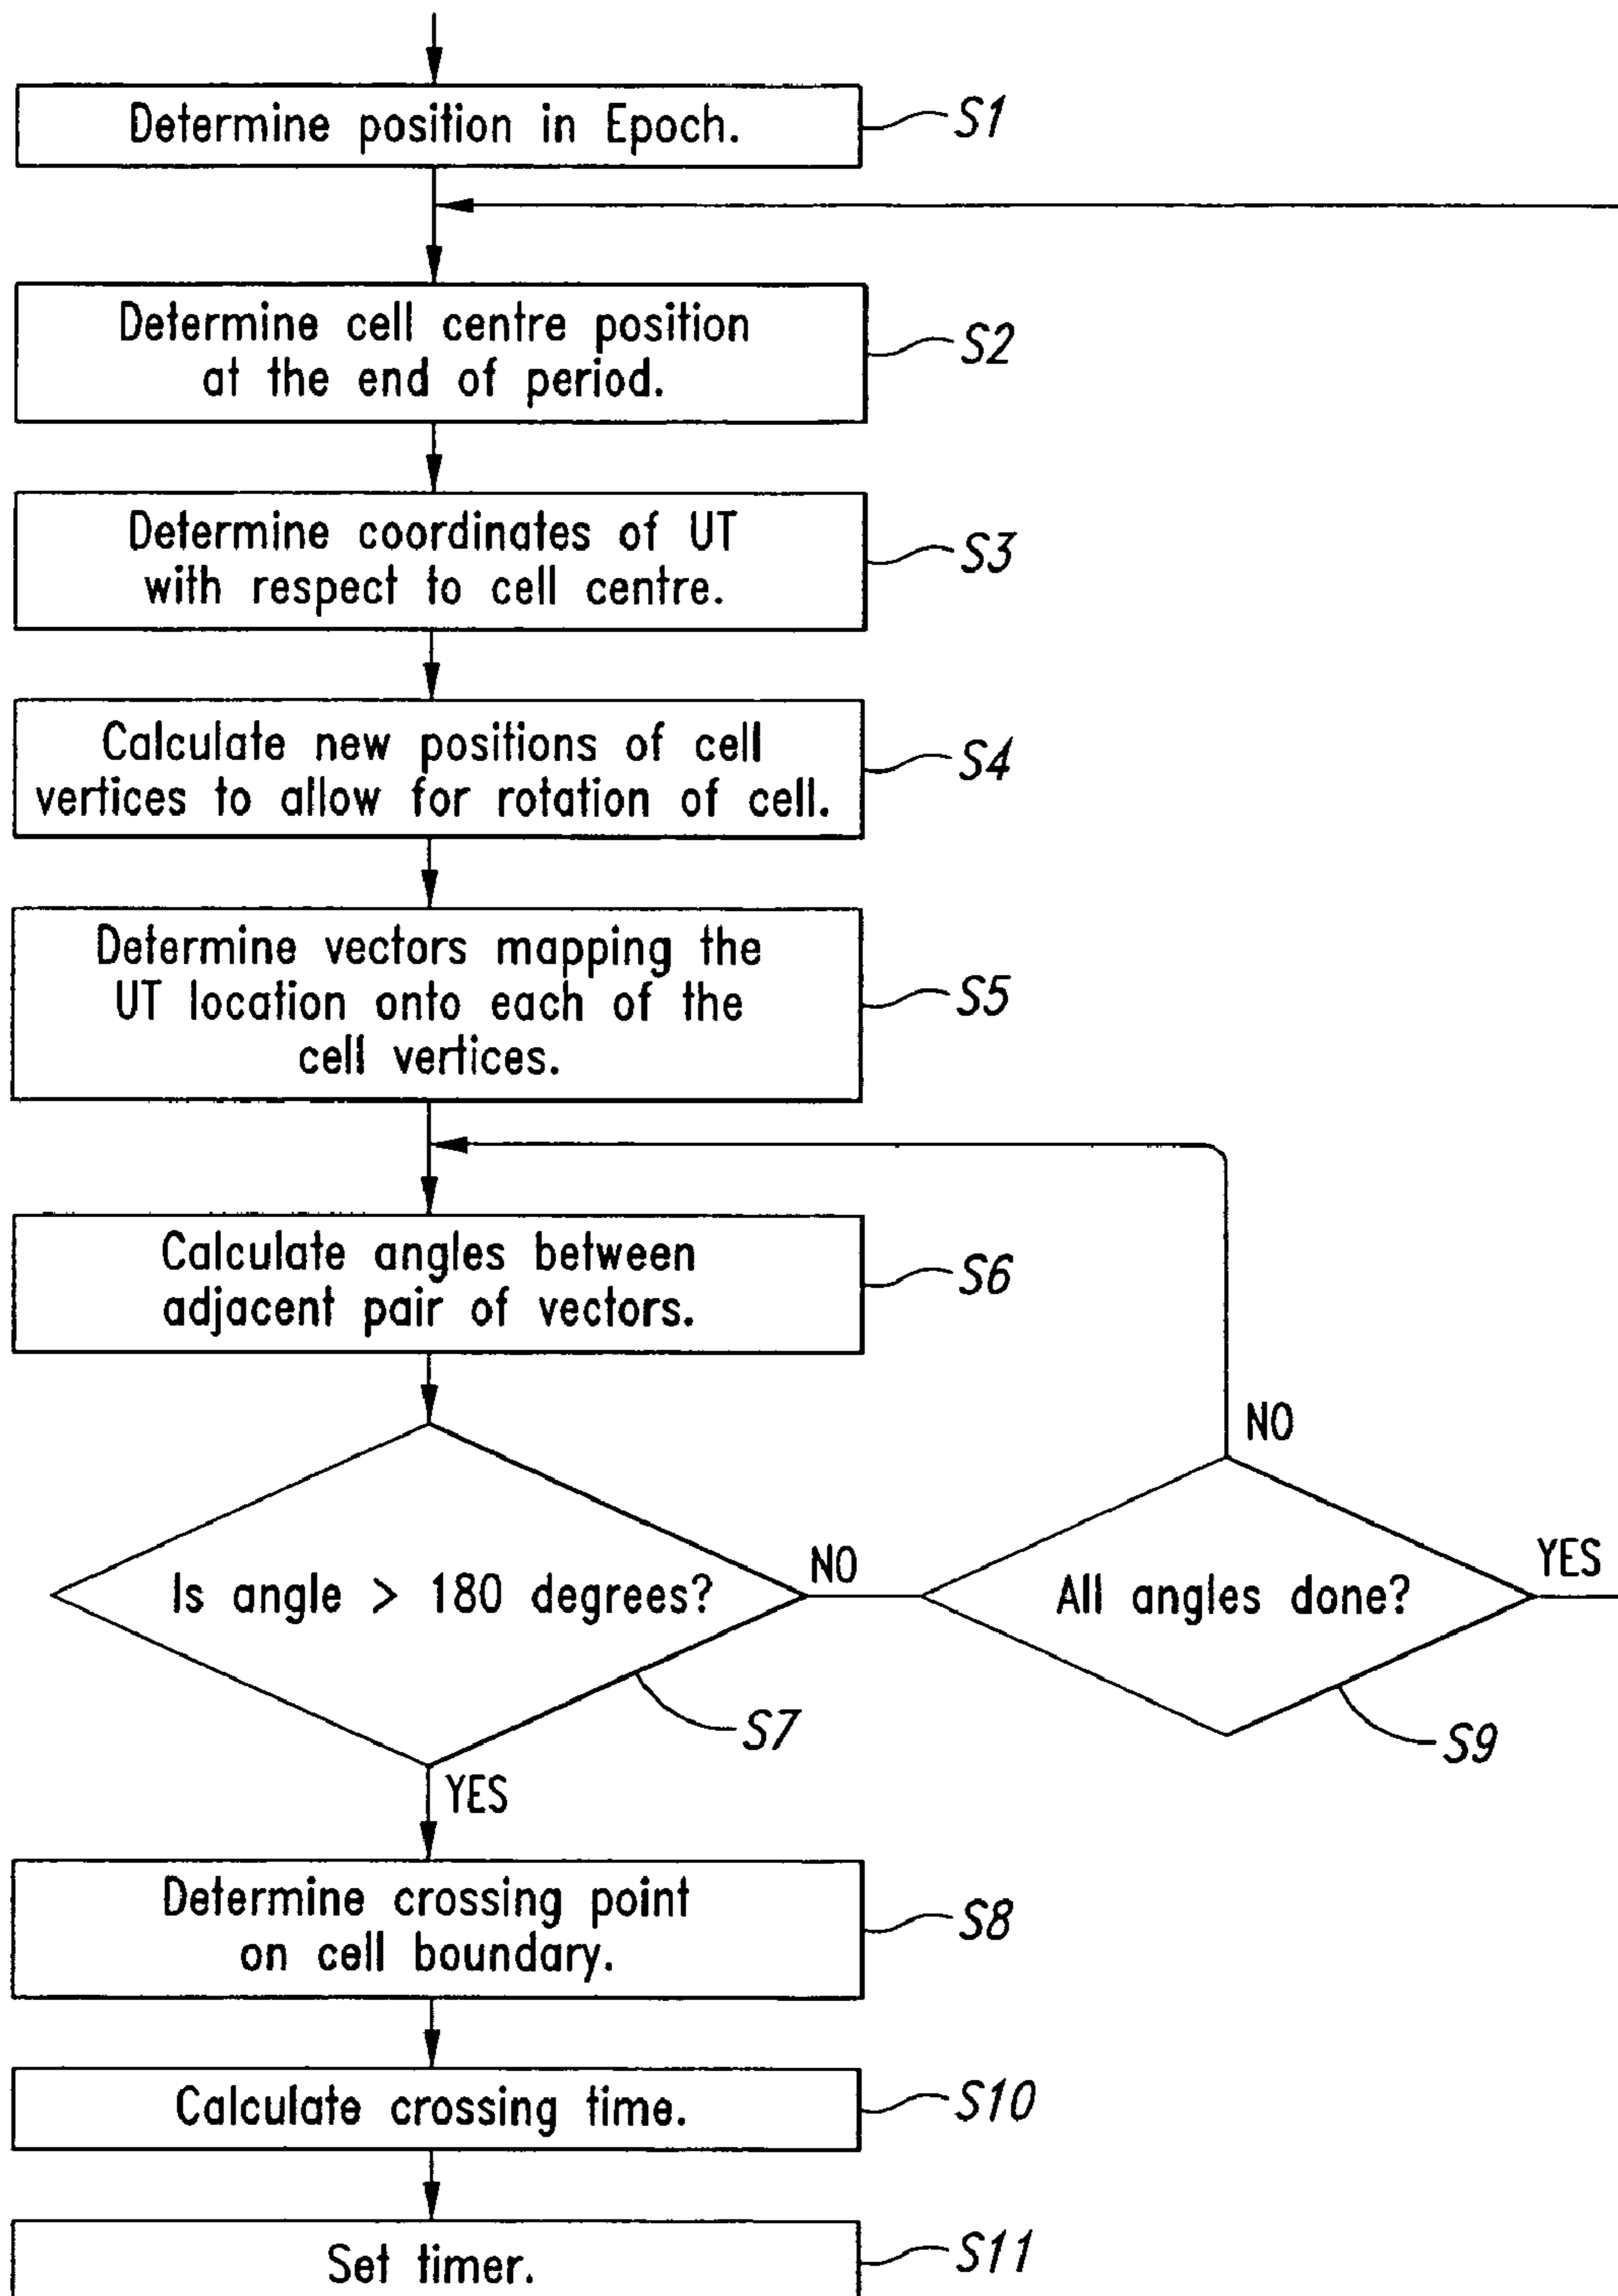 Determine position in Epoch.
S1
Determine cell centre position
at the end of period.
S2
Determine coordinates of UT
with respect to cell centre.
S3
Calculate new positions of cell
vertices to allow for rotation of cell.
S4
Determine vectors mapping the
UT location onto each of the
cell vertices.
S5
Calculate angles between
adjacent pair of vectors.
S6
Is angle > 180 degrees?
S7
NO
All angles done?
S9
NO
YES
YES
Determine crossing point
on cell boundary.
S8
Calculate crossing time.
S10
Set timer.
S11